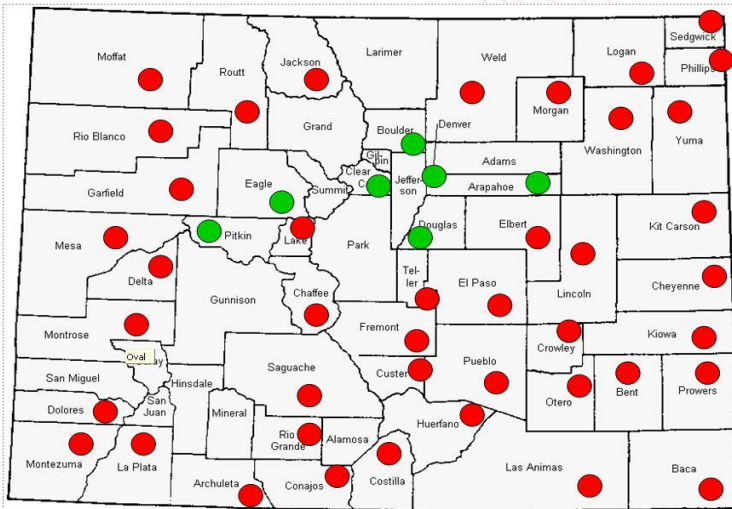 Sedgwick
Logan
Phillips
Moffat
Routt
Jackson
Larimer
Weld
Morgan
Grand
Boulder
Denver
Rio Blanco
Washington
Yuma
Gil-
pin
Adams
Clear
Jeffer-
son
Eagle
Summit
Garfield
Arapahoe
Pitkin
Lake
Douglas
Elbert
Kit Carson
Mesa
Park
Delta
Tel-
ler
El Paso
Lincoln
Cheyenne
Gunnison
Chaffee
Montrose
Fremont
Crowley
Kiowa
Oval
ay
San Miguel
Hinsdale
Saguache
Custer
Pueblo
Otero
Bent
Prowers
Dolores
San
Juan
Mineral
Rio
Grande
Alamosa
Huerfano
Montezuma
La Plata
Archuleta
Conajos
Costilla
Las Animas
Baca